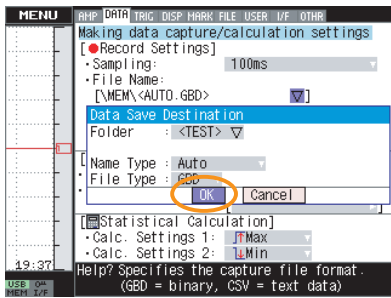 MENU
AMP DATA TRIG DISP MARK FILE USER I/F OTHR
Making data capture/calculation settings
[●Record Settings]
・Sampling: 100ms
・File Name:
[\MEM\<AUTO.GBD> ]
Data Save Destination
Folder : <TEST>
Name Type : Auto
File Type : GBD
OK Cancel
[Statistical Calculation]
・Calc. Settings 1: Max
・Calc. Settings 2: Min
19:37
Help? Specifies the capture file format.
(GBD = binary, CSV = text data)
USB
MEM I/F